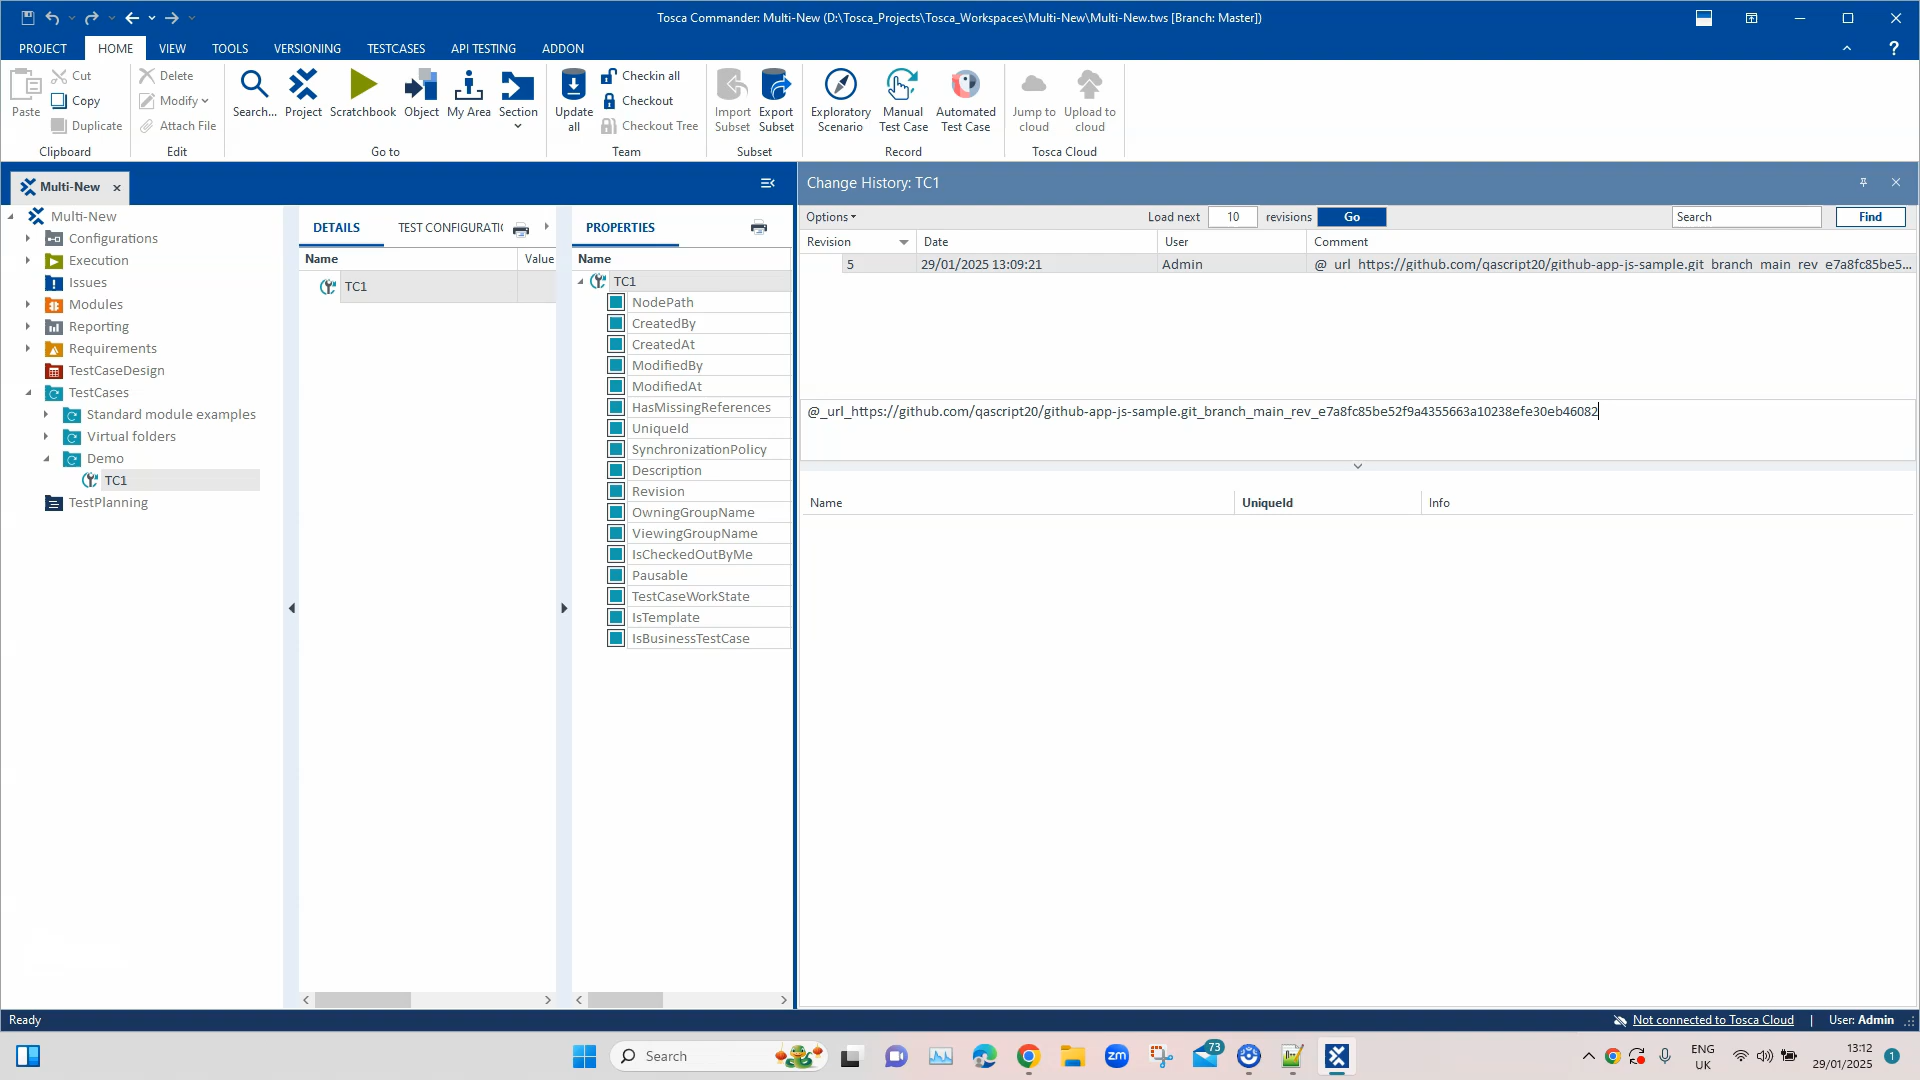 Tosca Commander: Multi-New (D:\Tosca_Projects\Tosca_Workspaces\Multi-New\Multi-New.tws [Branch: Master])
PROJECT HOME VIEW TOOLS VERSIONING TESTCASES API TESTING ADDON
Paste
Cut
Copy
Duplicate
Clipboard
Delete
Modify
Attach File
Edit
Search...
Project
Scratchbook
Object
My Area
Section
Go to
Update all
Checkin all
Checkout
Checkout Tree
Team
Import Subset
Export Subset
Subset
Exploratory Scenario
Manual Test Case
Automated Test Case
Record
Jump to cloud
Upload to cloud
Tosca Cloud
Multi-New
Multi-New
Configurations
Execution
Issues
Modules
Reporting
Requirements
TestCaseDesign
TestCases
Standard module examples
Virtual folders
Demo
TC1
TestPlanning
DETAILS TEST CONFIGURATI
Name Value
TC1
PROPERTIES
Name
TC1
NodePath
CreatedBy
CreatedAt
ModifiedBy
ModifiedAt
HasMissingReferences
UniqueId
SynchronizationPolicy
Description
Revision
OwningGroupName
ViewingGroupName
IsCheckedOutByMe
Pausable
TestCaseWorkState
IsTemplate
IsBusinessTestCase
Change History: TC1
Options Load next 10 revisions Go Search Find
Revision Date User Comment
5 29/01/2025 13:09:21 Admin @_url_https://github.com/qascript20/github-app-js-sample.git_branch_main_rev_e7a8fc85be5...
@_url_https://github.com/qascript20/github-app-js-sample.git_branch_main_rev_e7a8fc85be52f9a4355663a10238efe30eb46082
Name UniqueId Info
Ready
Not connected to Tosca Cloud | User: Admin
Search
zm
73
ENG
UK
13:12
29/01/2025
1